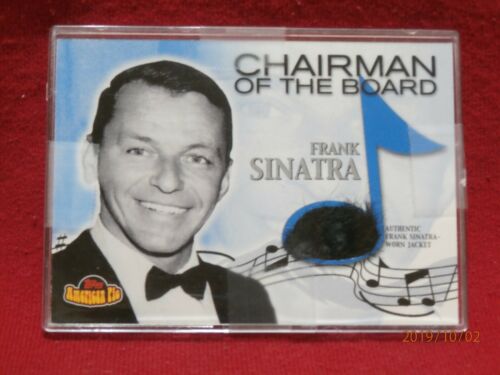 CHAIRMAN
OF THE BOARD
FRANK
SINATRA
AUTHENTIC
FRANK SINATRA-
WORN JACKET
Topps
American Pie
2019/10/02